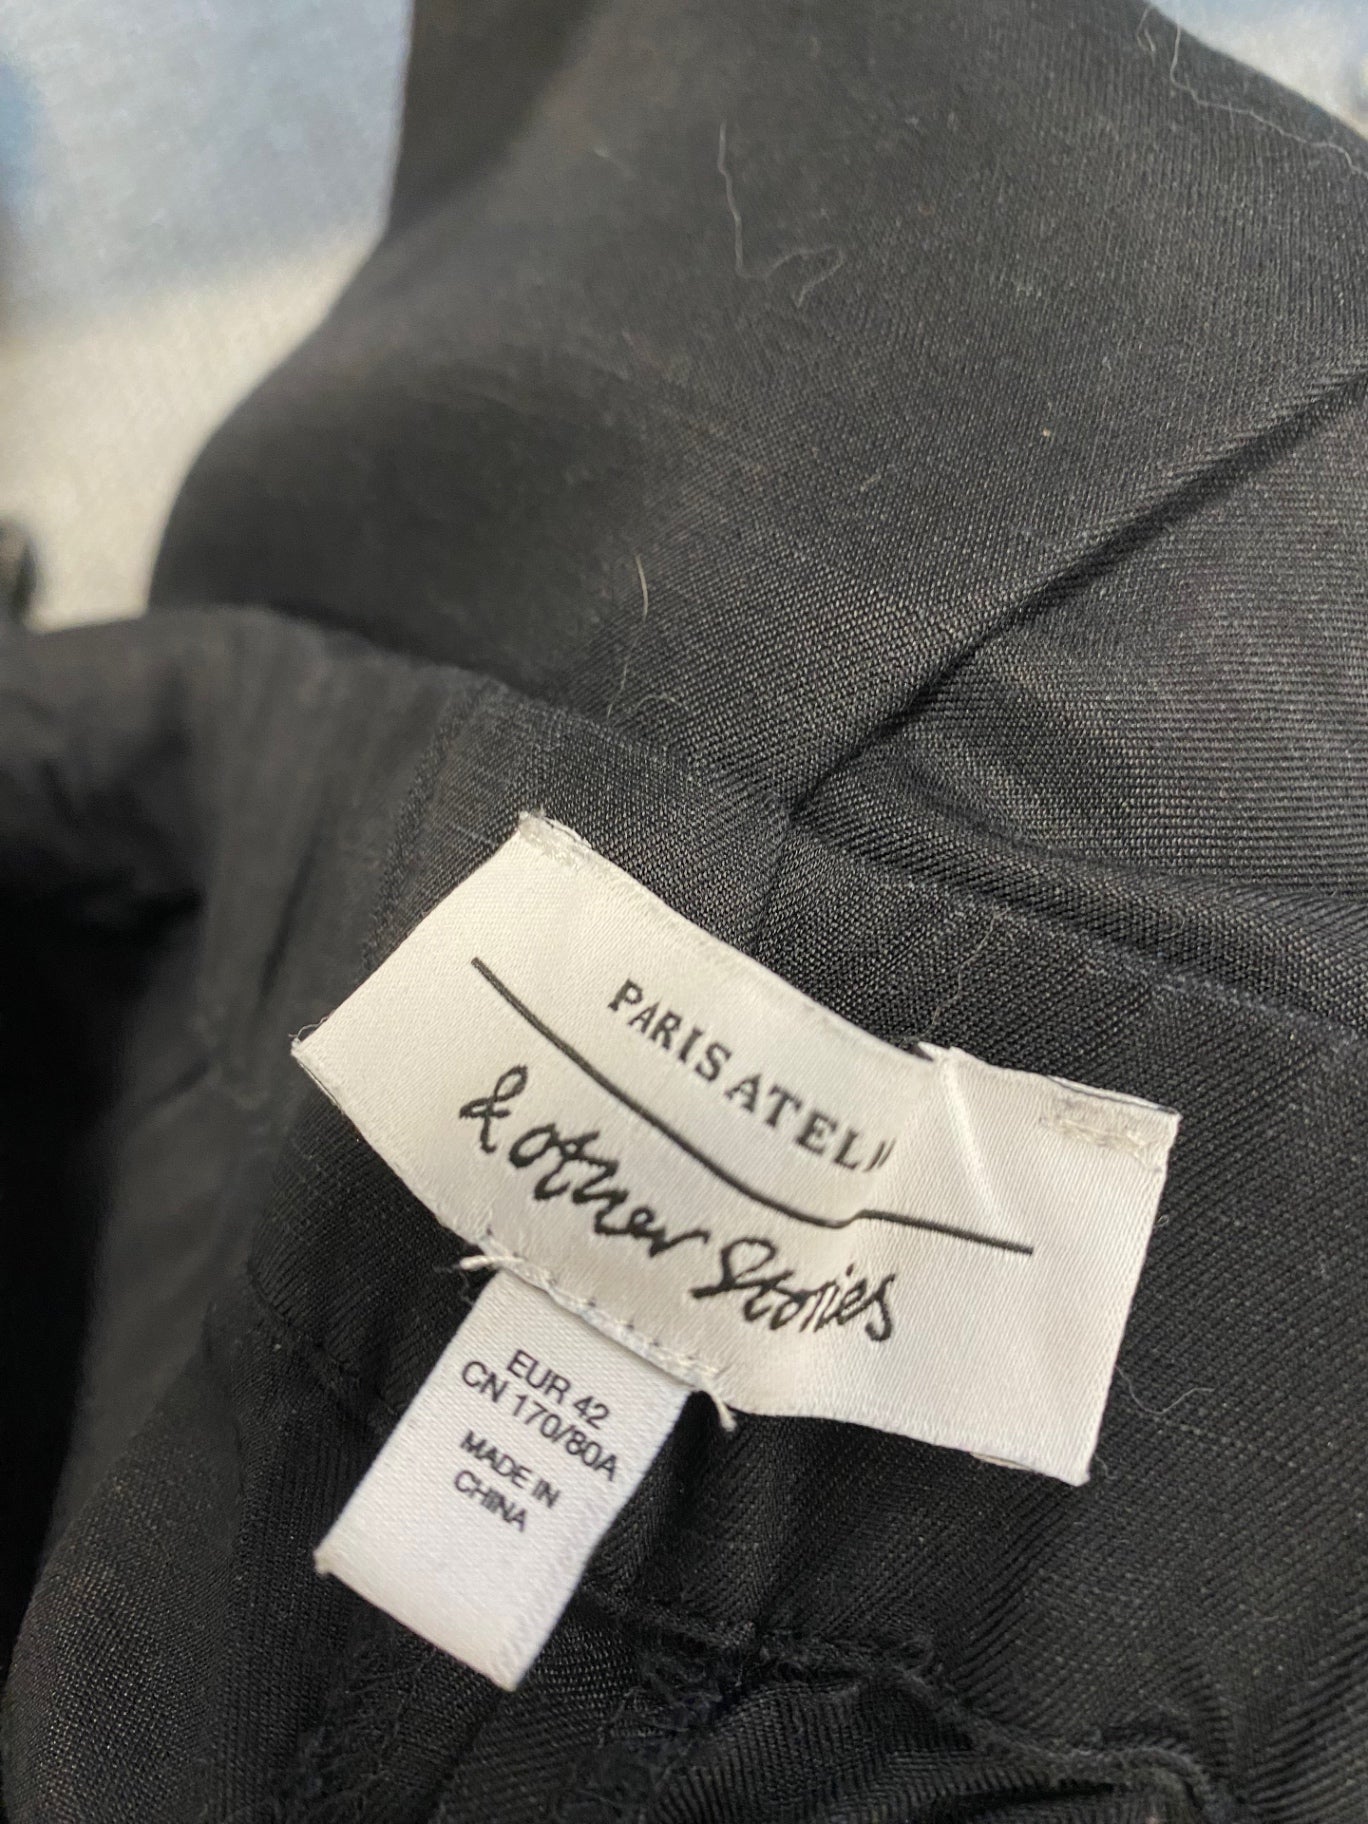 PARIS ATELI
& other Stories
EUR 42
CN 170/80A
MADE IN
CHINA